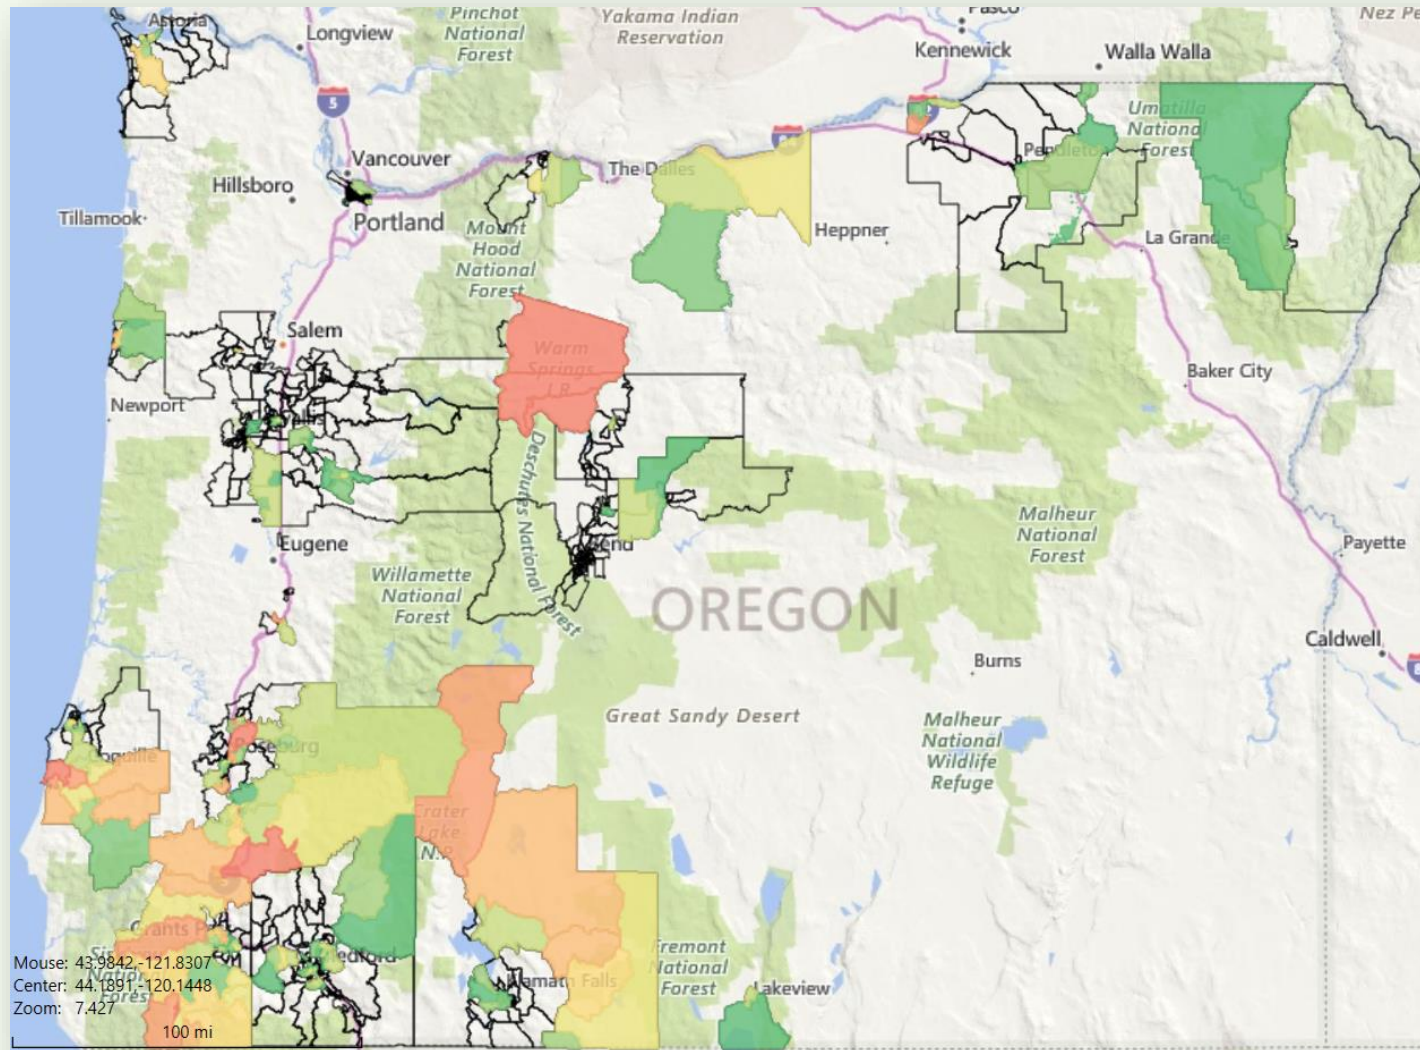 Astoria
Longview
Pinchot
National
Forest
Yakama Indian
Reservation
Pasco
Kennewick
Walla Walla
Nez Pe
5
Vancouver
Hillsboro
Portland
Tillamook
The Dalles
Mount
Hood
National
Forest
Heppner
Pendleton
Umatilla
National
Forest
La Grande
Salem
Warm
Springs
I.R.
Baker City
Newport
Deschutes National Forest
Eugene
Bend
Malheur
National
Forest
Payette
Willamette
National
Forest
OREGON
Caldwell
Burns
Great Sandy Desert
Malheur
National
Wildlife
Refuge
Roseburg
Coquille
Crater
Lake
N.P.
Grants P
Medford
Klamath Falls
Fremont
National
Forest
Lakeview
Mouse: 43.9842,-121.8307
Center: 44.1891,-120.1448
Zoom: 7.427
100 mi